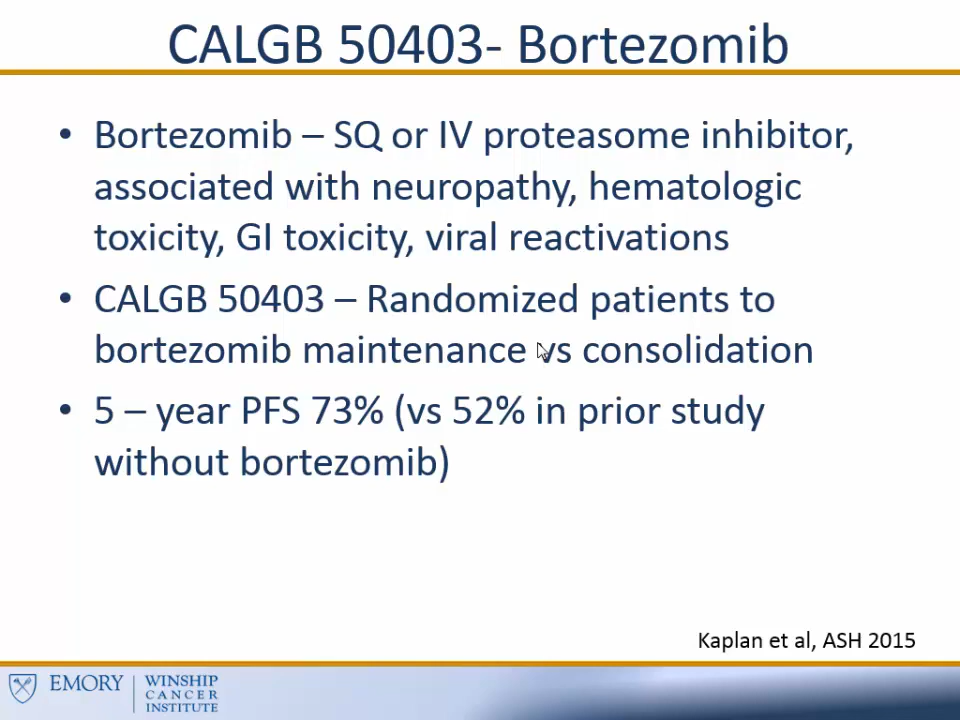 CALGB 50403- Bortezomib
• Bortezomib – SQ or IV proteasome inhibitor,
associated with neuropathy, hematologic
toxicity, GI toxicity, viral reactivations
• CALGB 50403 – Randomized patients to
bortezomib maintenance vs consolidation
• 5 – year PFS 73% (vs 52% in prior study
without bortezomib)
Kaplan et al, ASH 2015
EMORY
WINSHIP
CANCER
INSTITUTE